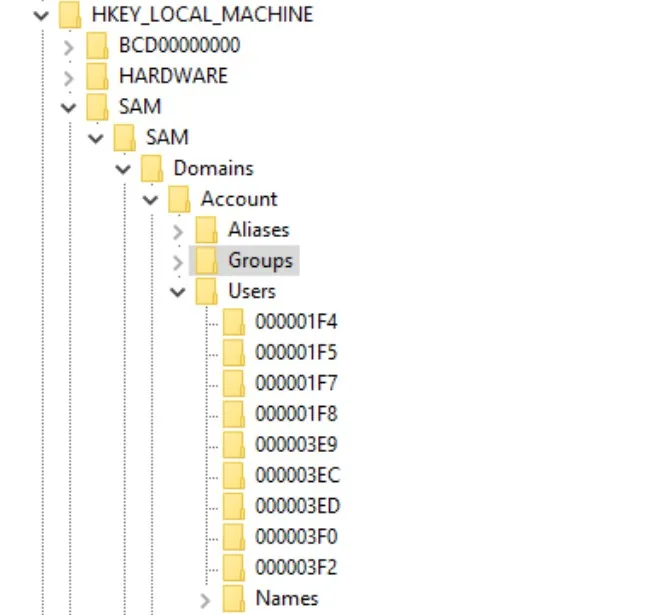 HKEY_LOCAL_MACHINE
BCD00000000
HARDWARE
SAM
SAM
Domains
Account
Aliases
Groups
Users
000001F4
000001F5
000001F7
000001F8
000003E9
000003EC
000003ED
000003F0
000003F2
Names